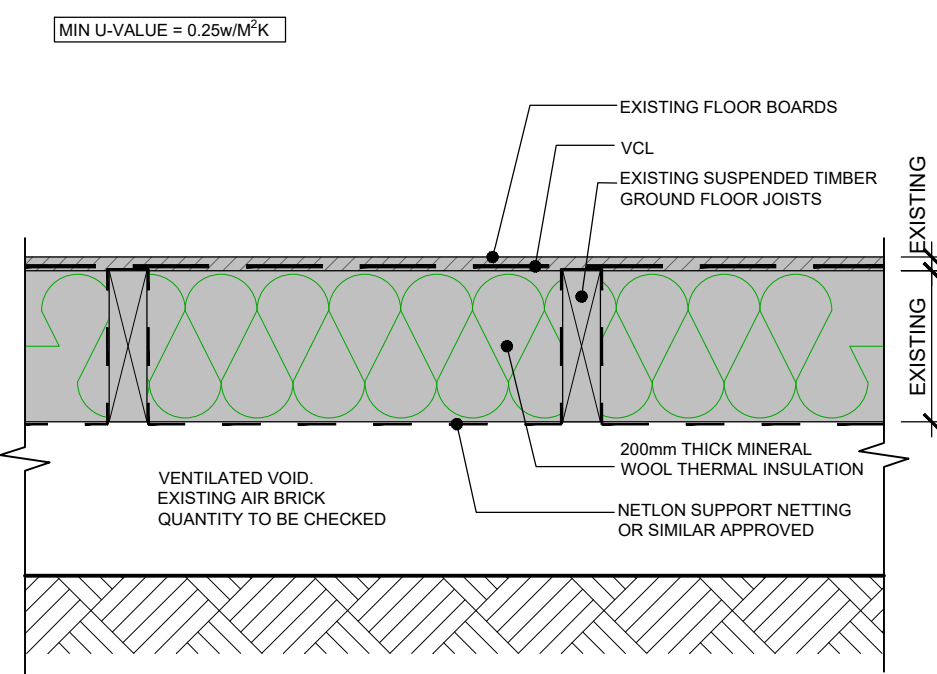 MIN U-VALUE = 0.25w/M²K
EXISTING FLOOR BOARDS
VCL
EXISTING SUSPENDED TIMBER
GROUND FLOOR JOISTS
EXISTING
EXISTING
200mm THICK MINERAL
WOOL THERMAL INSULATION
VENTILATED VOID.
EXISTING AIR BRICK
QUANTITY TO BE CHECKED
NETLON SUPPORT NETTING
OR SIMILAR APPROVED